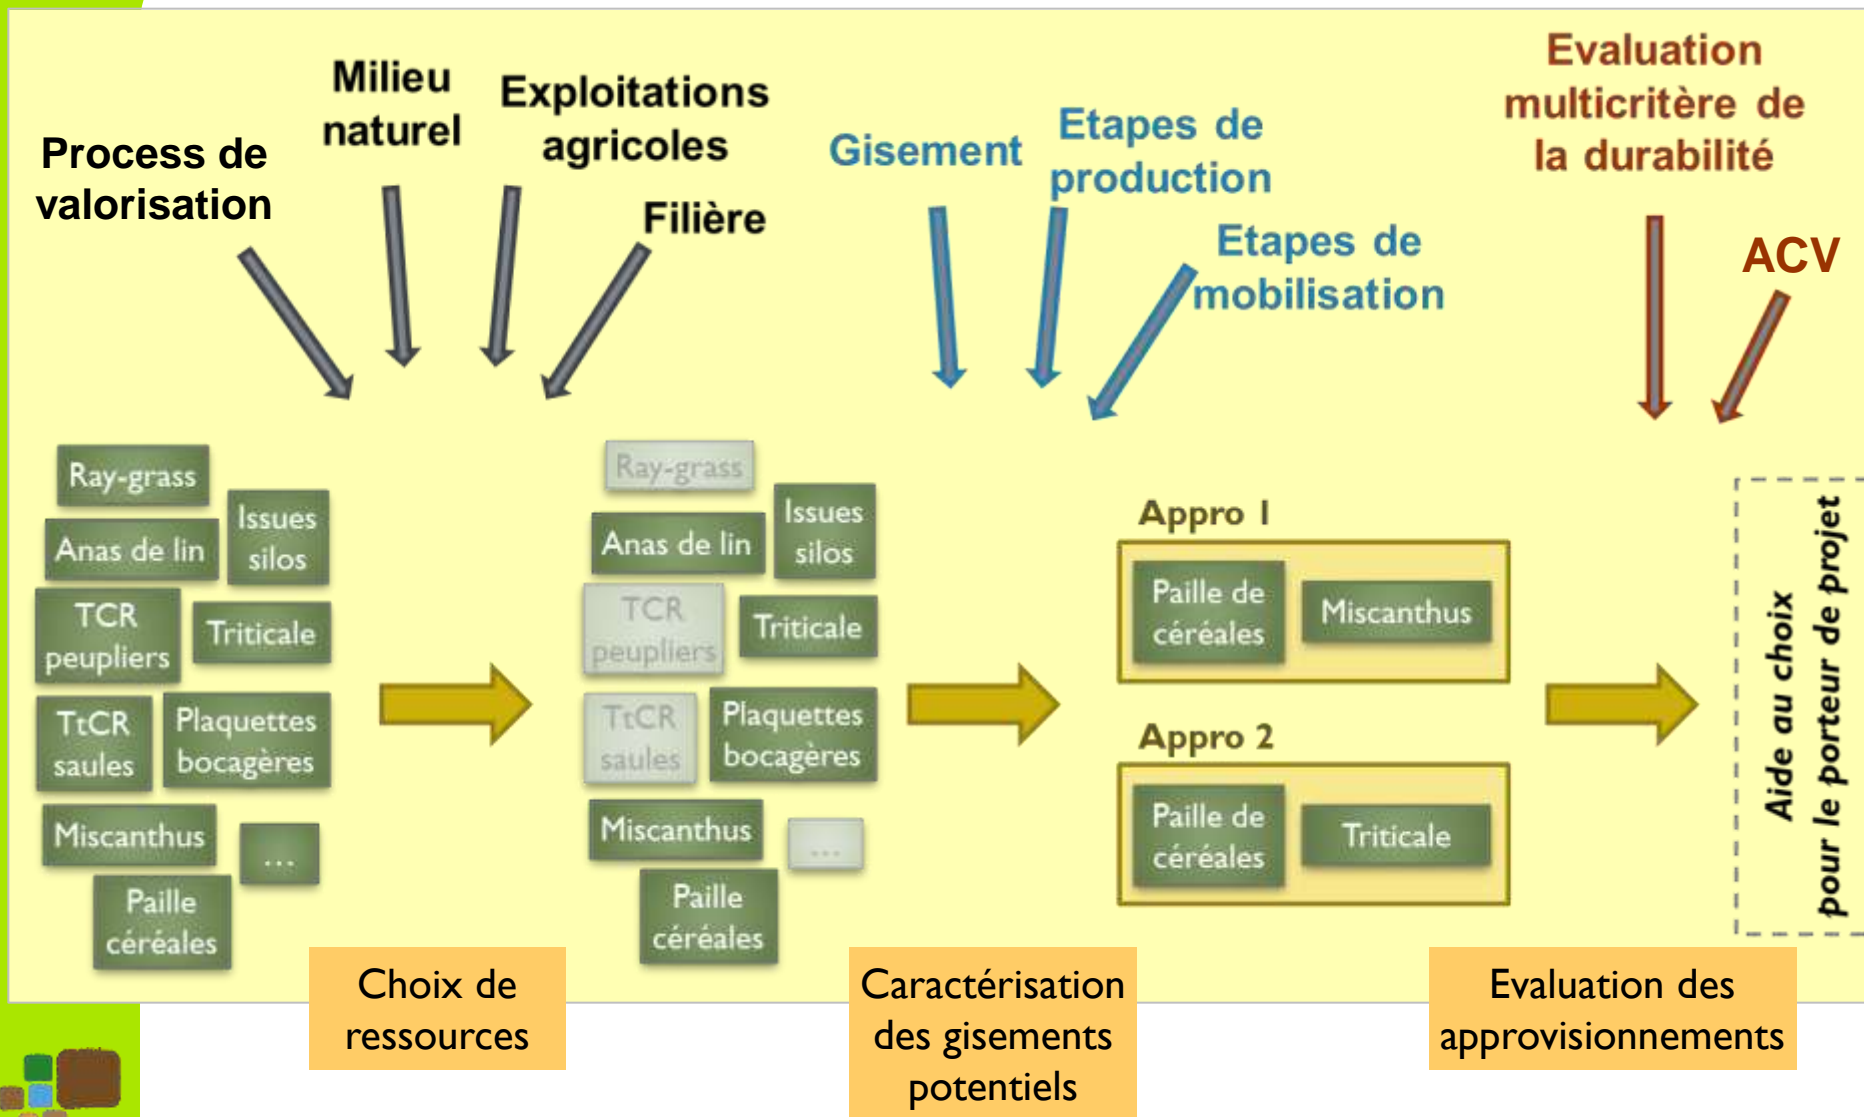 Process de
valorisation
Milieu
naturel
Exploitations
agricoles
Filière
Gisement
Etapes de
production
Etapes de
mobilisation
Evaluation
multicritère de
la durabilité
ACV
Ray-grass
Issues
silos
Anas de lin
TCR
peupliers
Triticale
TtCR
saules
Plaquettes
bocagères
Miscanthus
...
Paille
céréales
Ray-grass
Issues
silos
Anas de lin
TCR
peupliers
Triticale
TtCR
saules
Plaquettes
bocagères
Miscanthus
...
Paille
céréales
Appro 1
Paille de
céréales
Miscanthus
Appro 2
Paille de
céréales
Triticale
Aide au choix
pour le porteur de projet
Choix de
ressources
Caractérisation
des gisements
potentiels
Evaluation des
approvisionnements